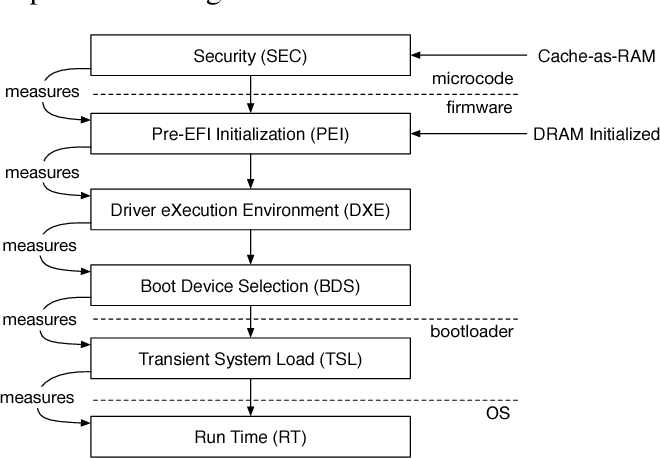 Security (SEC)
Cache-as-RAM
microcode
measures
firmware
Pre-EFI Initialization (PEI)
DRAM Initialized
measures
Driver eXecution Environment (DXE)
measures
Boot Device Selection (BDS)
measures
bootloader
Transient System Load (TSL)
measures
OS
Run Time (RT)